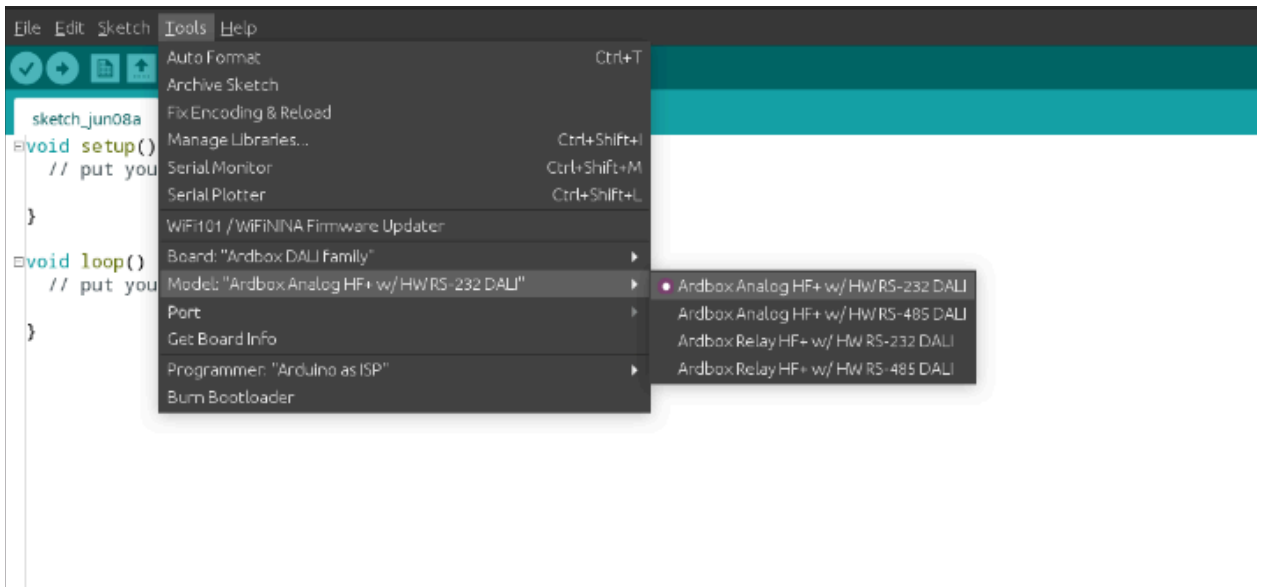 File Edit Sketch Tools Help
Auto Format Ctrl+T
Archive Sketch
sketch_jun08a
Fix Encoding & Reload
Manage Libraries... Ctrl+Shift+I
Serial Monitor Ctrl+Shift+M
Serial Plotter Ctrl+Shift+L
WiFi101 / WiFiNINA Firmware Updater
Board: "Ardbox DALI Family"
Model: "Ardbox Analog HF+ w/ HW RS-232 DALI"
Port
Get Board Info
Programmer: "Arduino as ISP"
Burn Bootloader
Ardbox Analog HF+ w/ HW RS-232 DALI
Ardbox Analog HF+ w/ HW RS-485 DALI
Ardbox Relay HF+ w/ HW RS-232 DALI
Ardbox Relay HF+ w/ HW RS-485 DALI
void setup()
// put you
}
void loop()
// put you
}